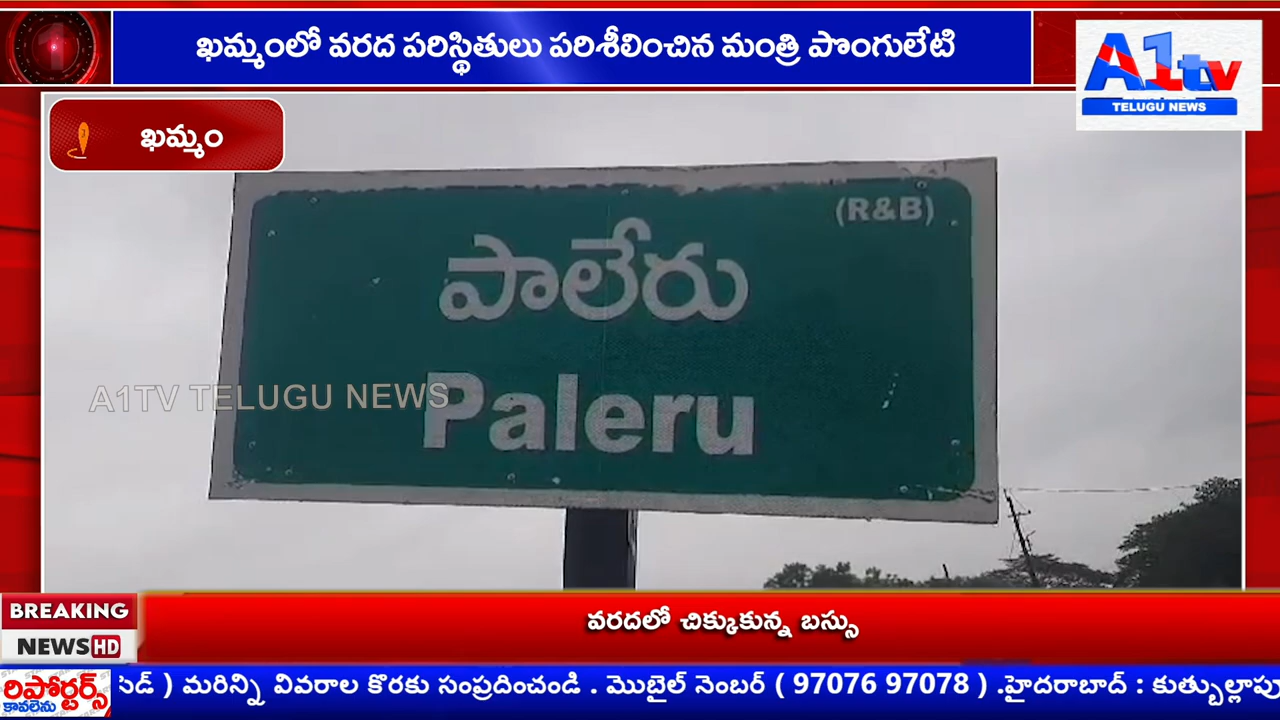 ఖమ్మంలో వరద పరిస్థితులు పరిశీలించిన మంత్రి పొంగులేటి
A1tv
TELUGU NEWS
ఖమ్మం
(R&B)
పాలేరు
Paleru
A1TV TELUGU NEWS
BREAKING
NEWS HD
వరదలో చిక్కుకున్న బస్సు
రిపోర్టర్స్
కావలెను
సిడ్ ) మరిన్ని వివరాల కొరకు సంప్రదించండి . మొబైల్ నెంబర్ ( 97076 97078 ) .హైదరాబాద్ : కుత్బుల్లాపు